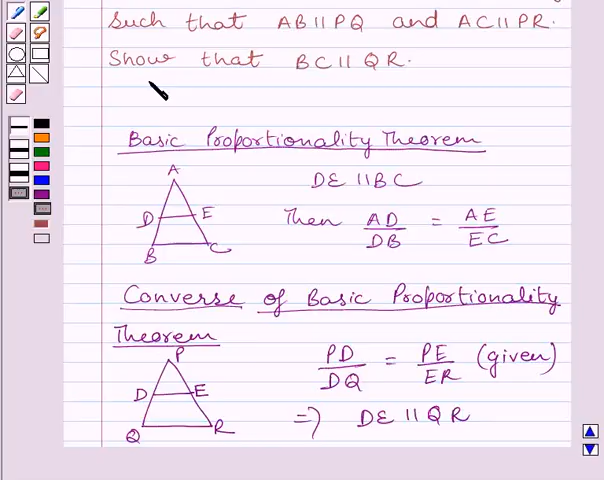 Such that AB||PQ and AC||PR.
Show that BC||QR.
Basic Proportionality Theorem
A
DE||BC
D E
Then AD/DB = AE/EC
B C
Converse of Basic Proportionality
Theorem
P
PD/DQ = PE/ER (given)
D E
=> DE||QR
Q R